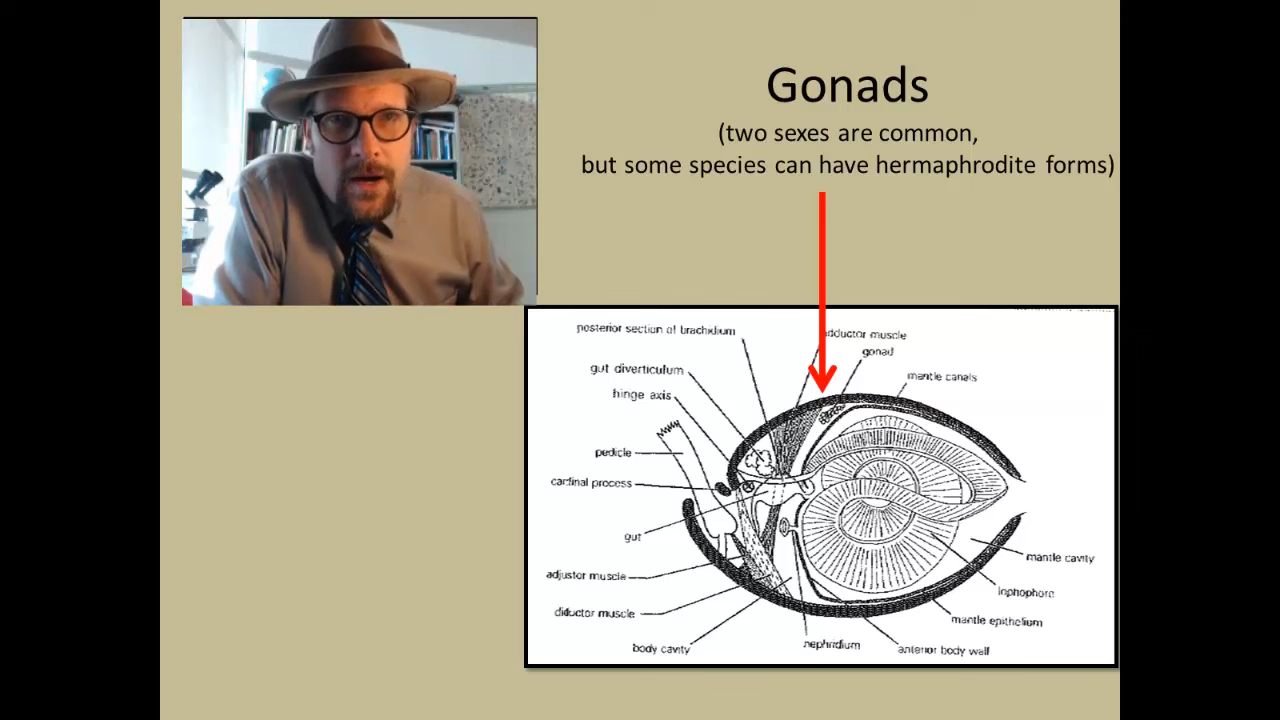 Gonads
(two sexes are common,
but some species can have hermaphrodite forms)
posterior section of brachidium
adductor muscle
gonad
gut diverticulum
mantle canals
hinge axis
pedicle
cardinal process
gut
mantle cavity
adjustor muscle
lophophore
diductor muscle
mantle epithelium
body cavity
nephridium
anterior body wall